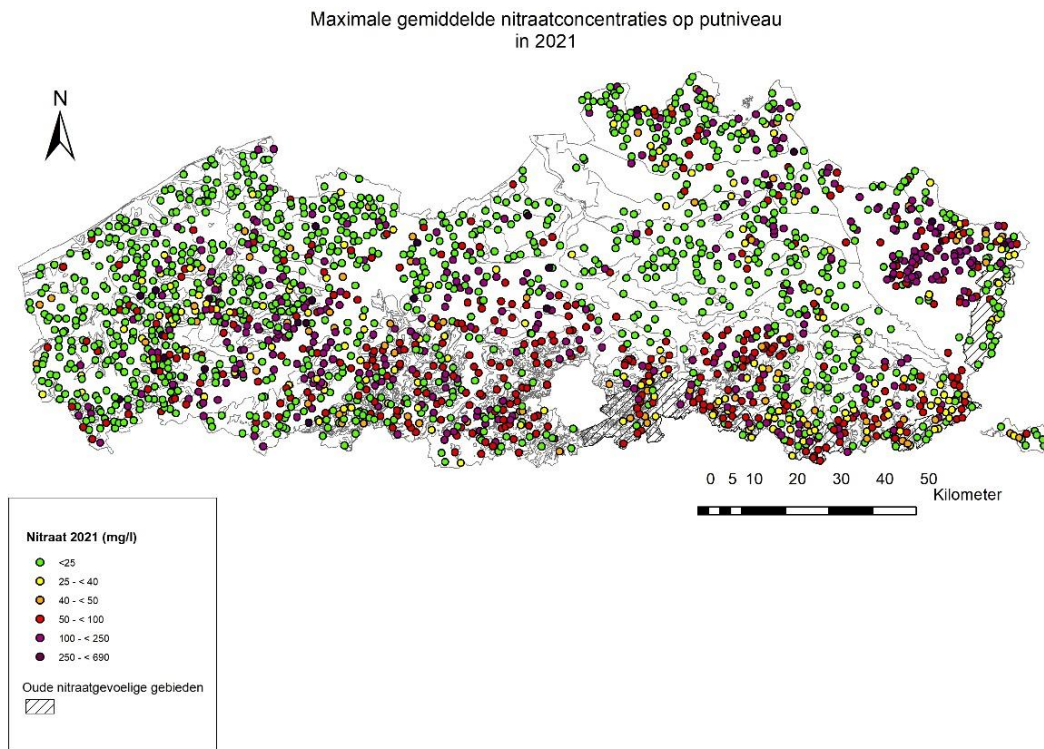 Maximale gemiddelde nitraatconcentraties op putniveau
in 2021
N
0 5 10 20 30 40 50
Kilometer
Nitraat 2021 (mg/l)
<25
25 - < 40
40 - < 50
50 - < 100
100 - < 250
250 - < 690
Oude nitraatgevoelige gebieden